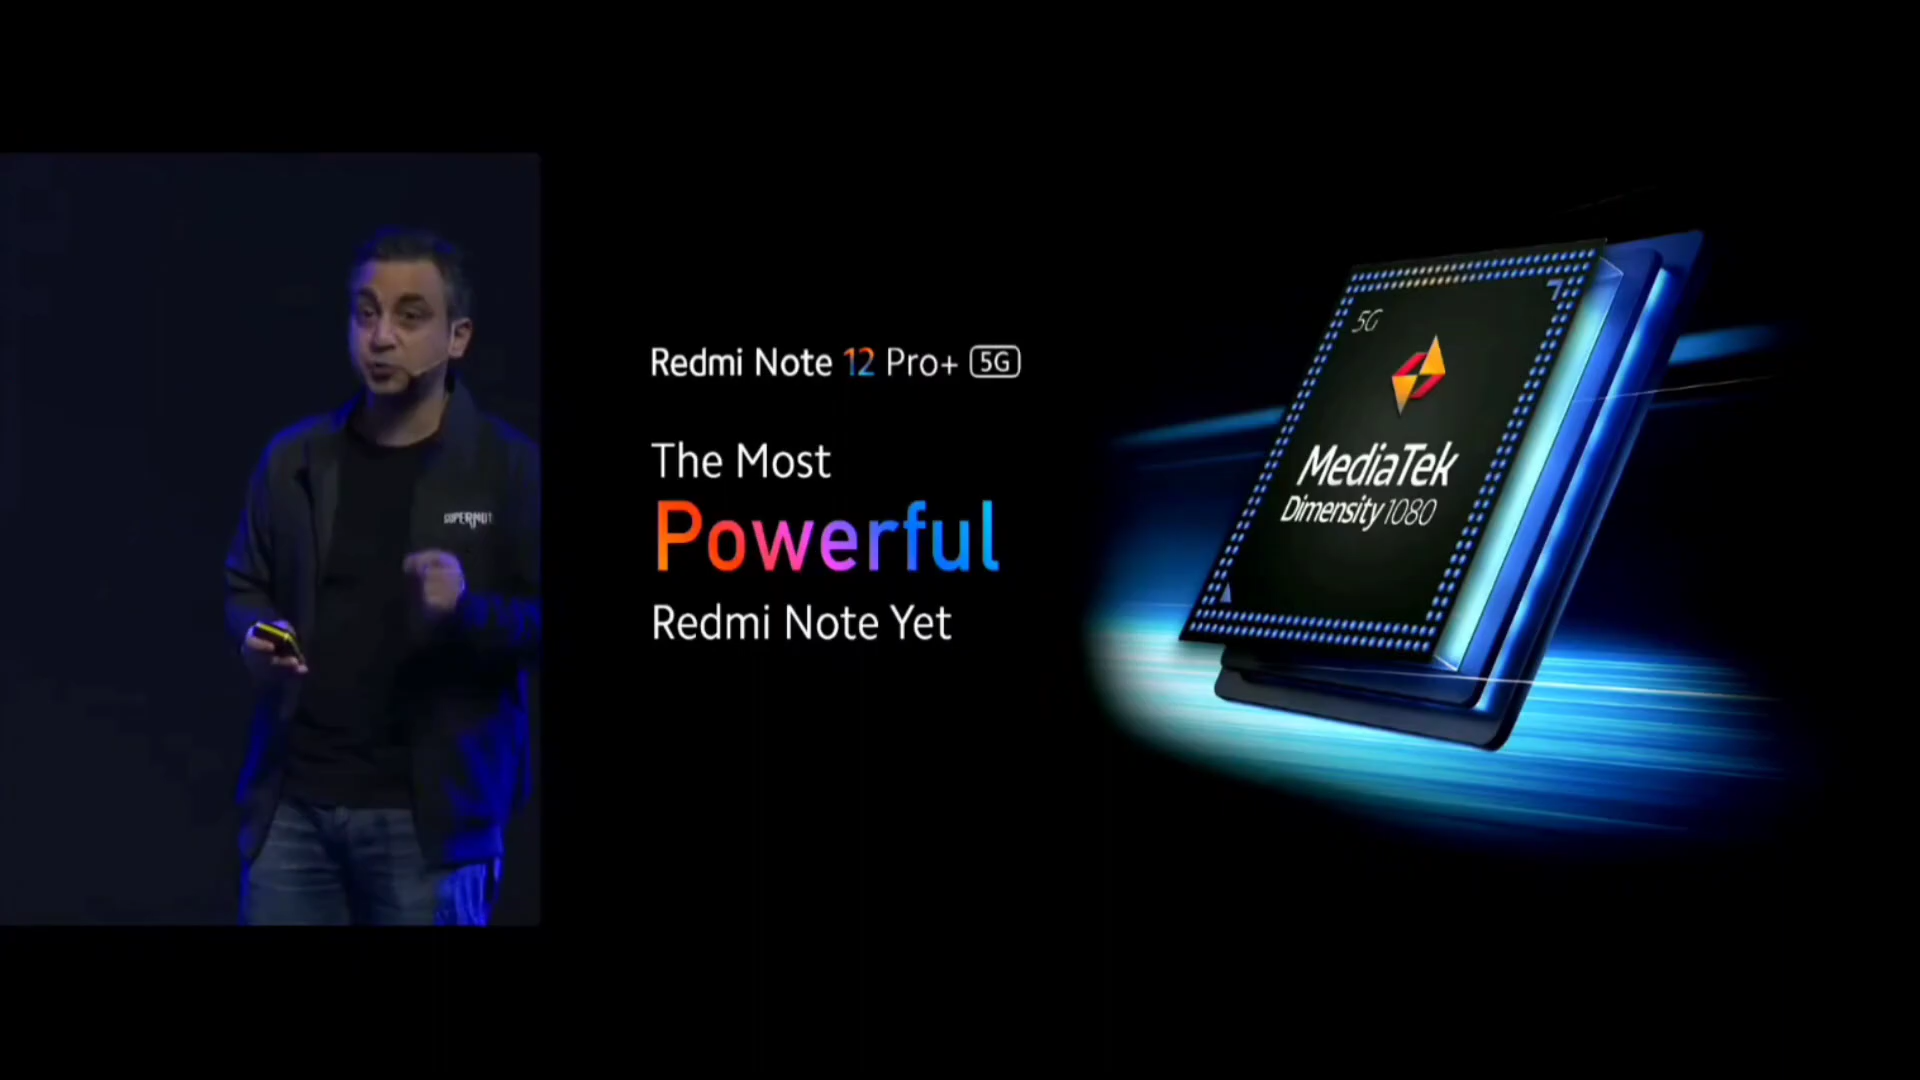 Redmi Note 12 Pro+ 5G
The Most
Powerful
Redmi Note Yet
5G
MediaTek
Dimensity 1080